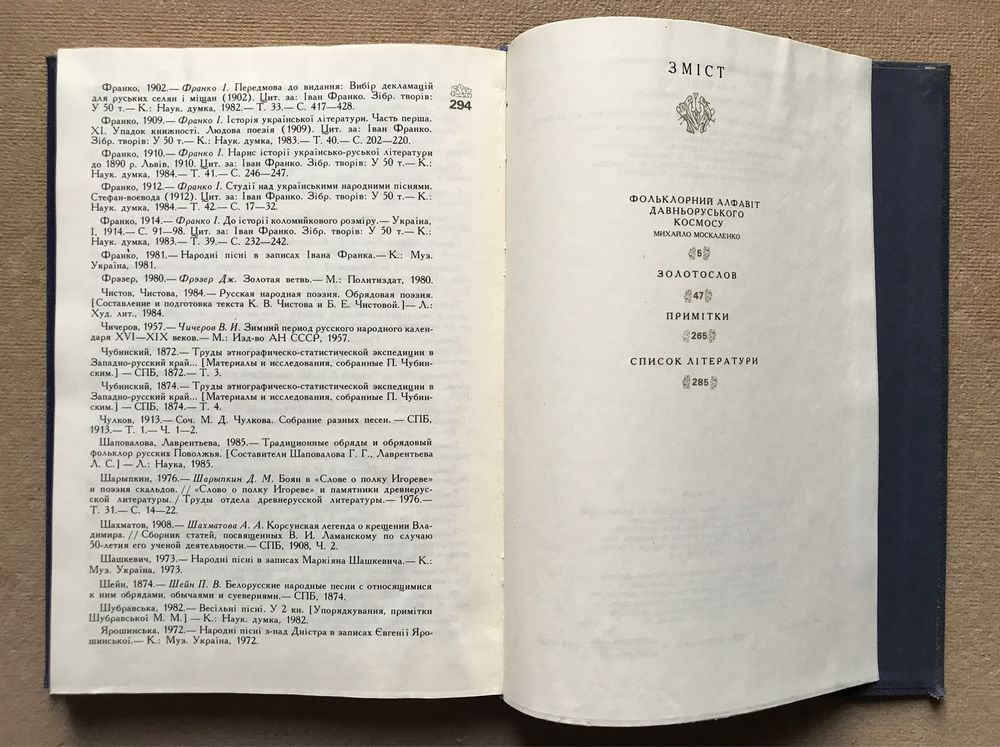 Франко, 1902.— Франко І. Передмова до видання: Вибір декламацій
для руських селян і міщан (1902). Цит. за: Іван Франко. Зібр. творів:
У 50 т.— К.: Наук. думка, 1982.— Т. 33.— С. 417—428.
Франко, 1909.— Франко І. Історія української літератури. Часть перша.
XI. Упадок книжності. Людова поезія (1909). Цит. за: Іван Франко.
Зібр. творів: У 50 т.— К.: Наук. думка, 1983.— Т. 40.— С. 202—220.
Франко, 1910.— Франко І. Нарис історії українсько-руської літератури
до 1890 р. Львів, 1910. Цит. за: Іван Франко. Зібр. творів: У 50 т.— К.:
Наук. думка, 1984.— Т. 41.— С. 246—247.
Франко, 1912.— Франко І. Студії над українськими народними піснями.
Стефан-воєвода (1912). Цит. за: Іван Франко. Зібр. творів: У 50 т.— К.:
Наук. думка, 1984.— Т. 42.— С. 17—32.
Франко, 1914.— Франко І. До історії коломийкового розміру.— Україна,
І, 1914.— С. 91—98. Цит. за: Іван Франко. Зібр. творів: У 50 т.— К.:
Наук. думка, 1983.— Т. 39.— С. 232—242.
Франко, 1981.— Народні пісні в записах Івана Франка.— К.: Муз.
Україна, 1981.
Фрэзер, 1980.— Фрэзер Дж. Золотая ветвь.— М.: Политиздат, 1980.
Чистов, Чистова, 1984.— Русская народная поэзия. Обрядовая поэзия.
[Составление и подготовка текста К. В. Чистова и Б. Е. Чистовой.]— Л.:
Худ. лит., 1984.
Чичеров, 1957.— Чичеров В. И. Зимний период русского народного кален-
даря XVI—XIX веков.— М.: Изд-во АН СССР, 1957.
Чубинский, 1872.— Труды этнографическо-статистической экспедиции в
Западно-русский край... [Материалы и исследования, собранные П. Чубин-
ским.] — СПБ, 1872.— Т. 3.
Чубинский, 1874.— Труды этнографическо-статистической экспедиции в
Западно-русский край... [Материалы и исследования, собранные П. Чубин-
ским.] — СПБ, 1874.— Т. 4.
Чулков, 1913.— Соч. М. Д. Чулкова. Собрание разных песен. — СПБ,
1913.— Т. 1.— Ч. 1—2.
Шаповалова, Лаврентьева, 1985.— Традиционные обряды и обрядовый
фольклор русских Поволжья. [Составители Шаповалова Г. Г., Лаврентьева
Л. С.] — Л.: Наука, 1985.
Шарыпкин, 1976.— Шарыпкин Д. М. Боян в «Слове о полку Игореве»
и поэзия скальдов. // «Слово о полку Игореве» и памятники древнерус-
ской литературы. / Труды отдела древнерусской литературы.— 1976.—
Т. 31.— С. 14—22.
Шахматов, 1908.— Шахматова А. А. Корсунская легенда о крещении Вла-
димира. // Сборник статей, посвященных В. И. Ламанскому по случаю
50-летия его ученой деятельности.— СПБ, 1908, Ч. 2.
Шашкевич, 1973.— Народні пісні в записах Маркіяна Шашкевича.— К.:
Муз. Україна, 1973.
Шейн, 1874.— Шейн П. В. Белорусские народные песни с относящимися
к ним обрядами, обычаями и суевериями.— СПБ, 1874.
Шубравська, 1982.— Весільні пісні. У 2 кн. [Упорядкування, примітки
Шубравської М. М.] — К.: Наук. думка, 1982.
Ярошинська, 1972.— Народні пісні з-над Дністра в записах Євгенії Яро-
шинської.— К.: Муз. Україна, 1972.
294
ЗМІСТ
ФОЛЬКЛОРНИЙ АЛФАВІТ
ДАВНЬОРУСЬКОГО
КОСМОСУ
МИХАЙЛО МОСКАЛЕНКО
5
ЗОЛОТОСЛОВ
47
ПРИМІТКИ
265
СПИСОК ЛІТЕРАТУРИ
285